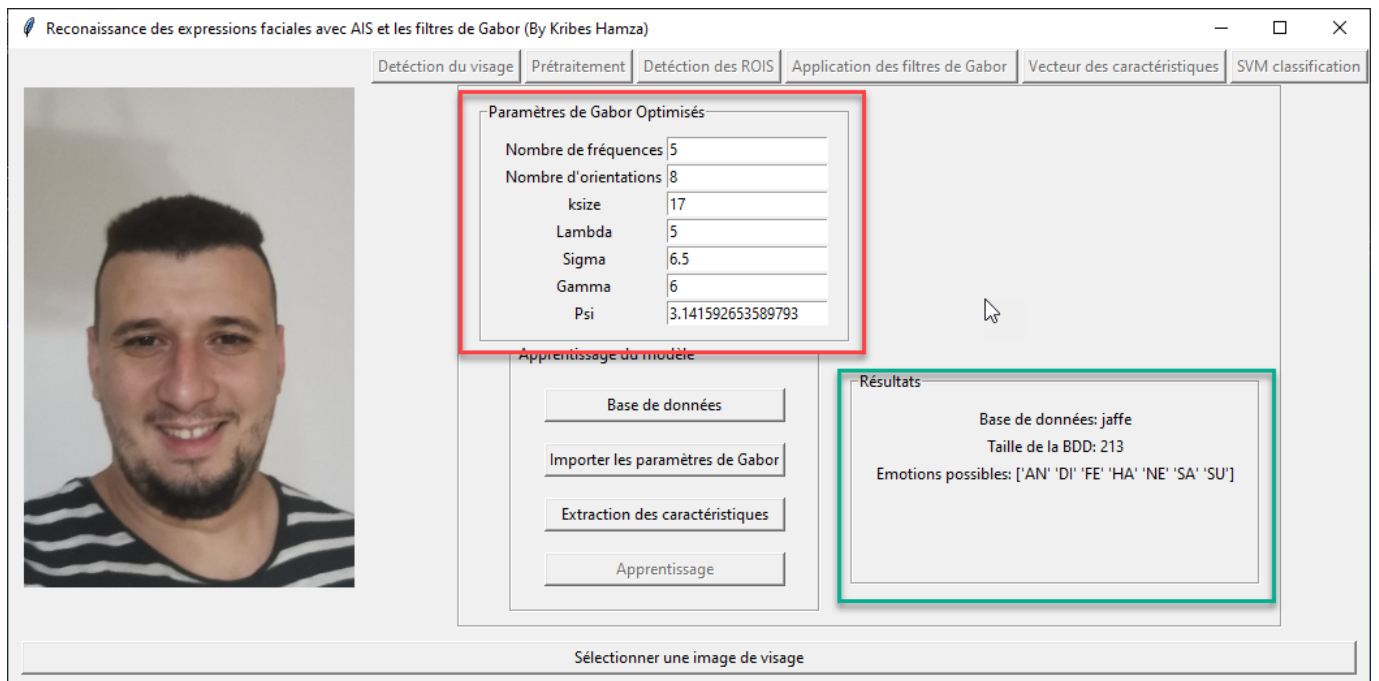 Reconaissance des expressions faciales avec AIS et les filtres de Gabor (By Kribes Hamza)
Detéction du visage Prétraitement Detéction des ROIS Application des filtres de Gabor Vecteur des caractéristiques SVM classification
Paramètres de Gabor Optimisés
Nombre de fréquences 5
Nombre d'orientations 8
ksize 17
Lambda 5
Sigma 6.5
Gamma 6
Psi 3.141592653589793
Apprentissage du modèle
Base de données
Importer les paramètres de Gabor
Extraction des caractéristiques
Apprentissage
Résultats
Base de données: jaffe
Taille de la BDD: 213
Emotions possibles: ['AN' 'DI' 'FE' 'HA' 'NE' 'SA' 'SU']
Sélectionner une image de visage